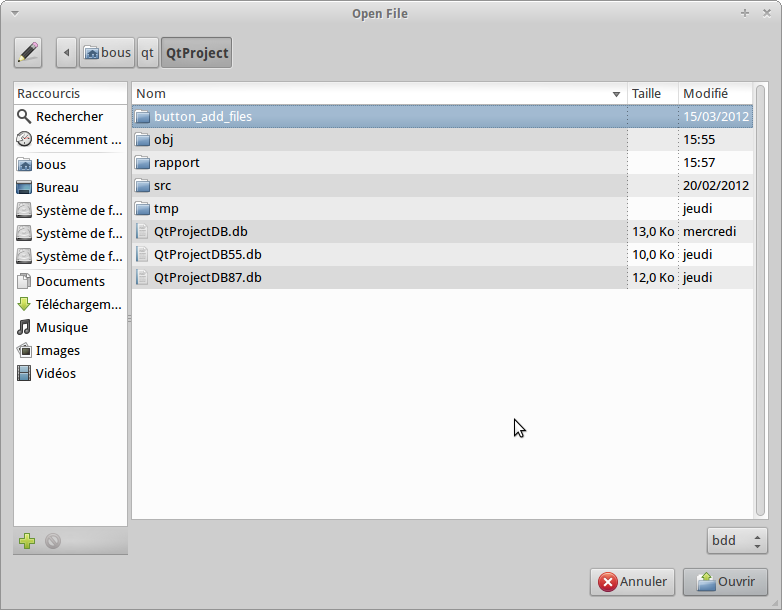 Open File
bous qt QtProject
Raccourcis
Rechercher
Récemment ...
bous
Bureau
Système de f...
Système de f...
Système de f...
Documents
Téléchargem...
Musique
Images
Vidéos
Nom Taille Modifié
button_add_files 15/03/2012
obj 15:55
rapport 15:57
src 20/02/2012
tmp jeudi
QtProjectDB.db 13,0 Ko mercredi
QtProjectDB55.db 10,0 Ko jeudi
QtProjectDB87.db 12,0 Ko jeudi
bdd
Annuler Ouvrir